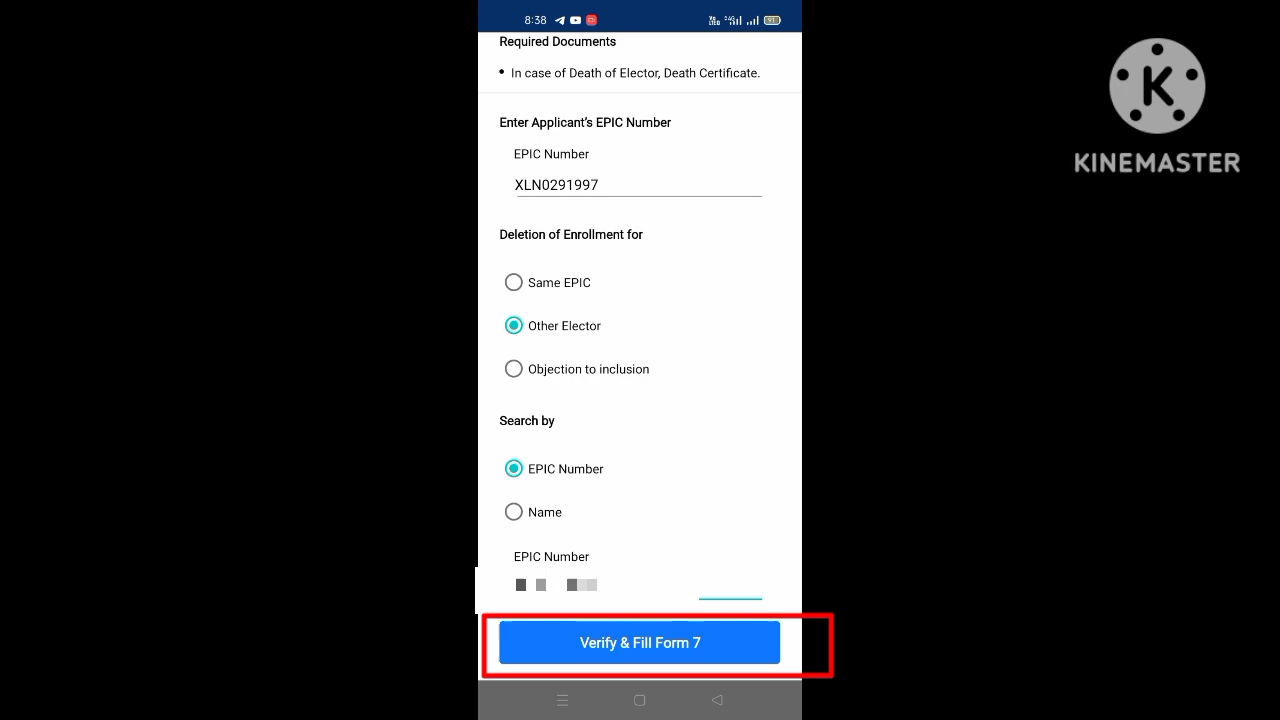 8:38
Required Documents
• In case of Death of Elector, Death Certificate.
Enter Applicant's EPIC Number
EPIC Number
XLN0291997
Deletion of Enrollment for
Same EPIC
Other Elector
Objection to inclusion
Search by
EPIC Number
Name
EPIC Number
Verify & Fill Form 7
K
KINEMASTER